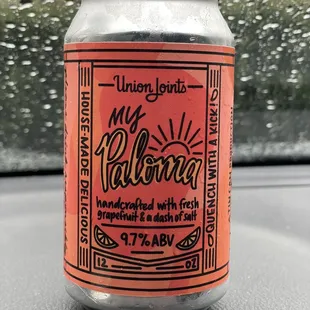 Union Joints
MY
Paloma
handcrafted with fresh
grapefruit & a dash of salt
9.7% ABV
12 OZ
HOUSE-MADE DELICIOUS
QUENCH WITH A KICK!